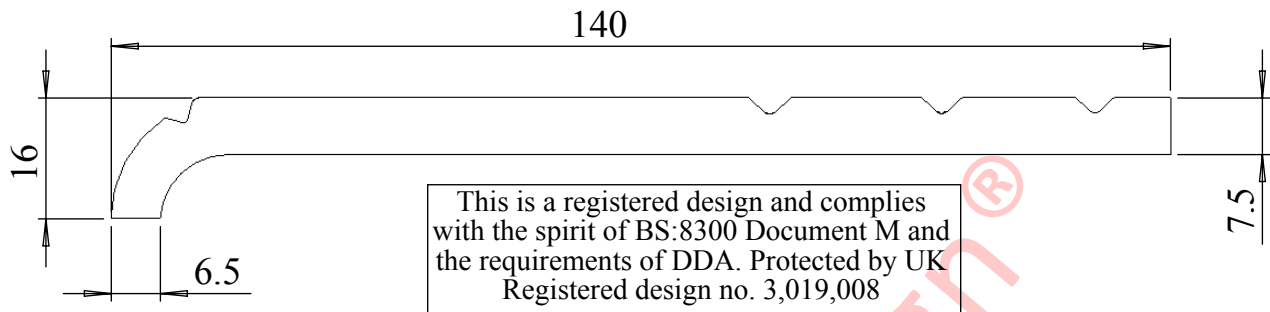 140
16
7.5
6.5
This is a registered design and complies
with the spirit of BS:8300 Document M and
the requirements of DDA. Protected by UK
Registered design no. 3,019,008
®